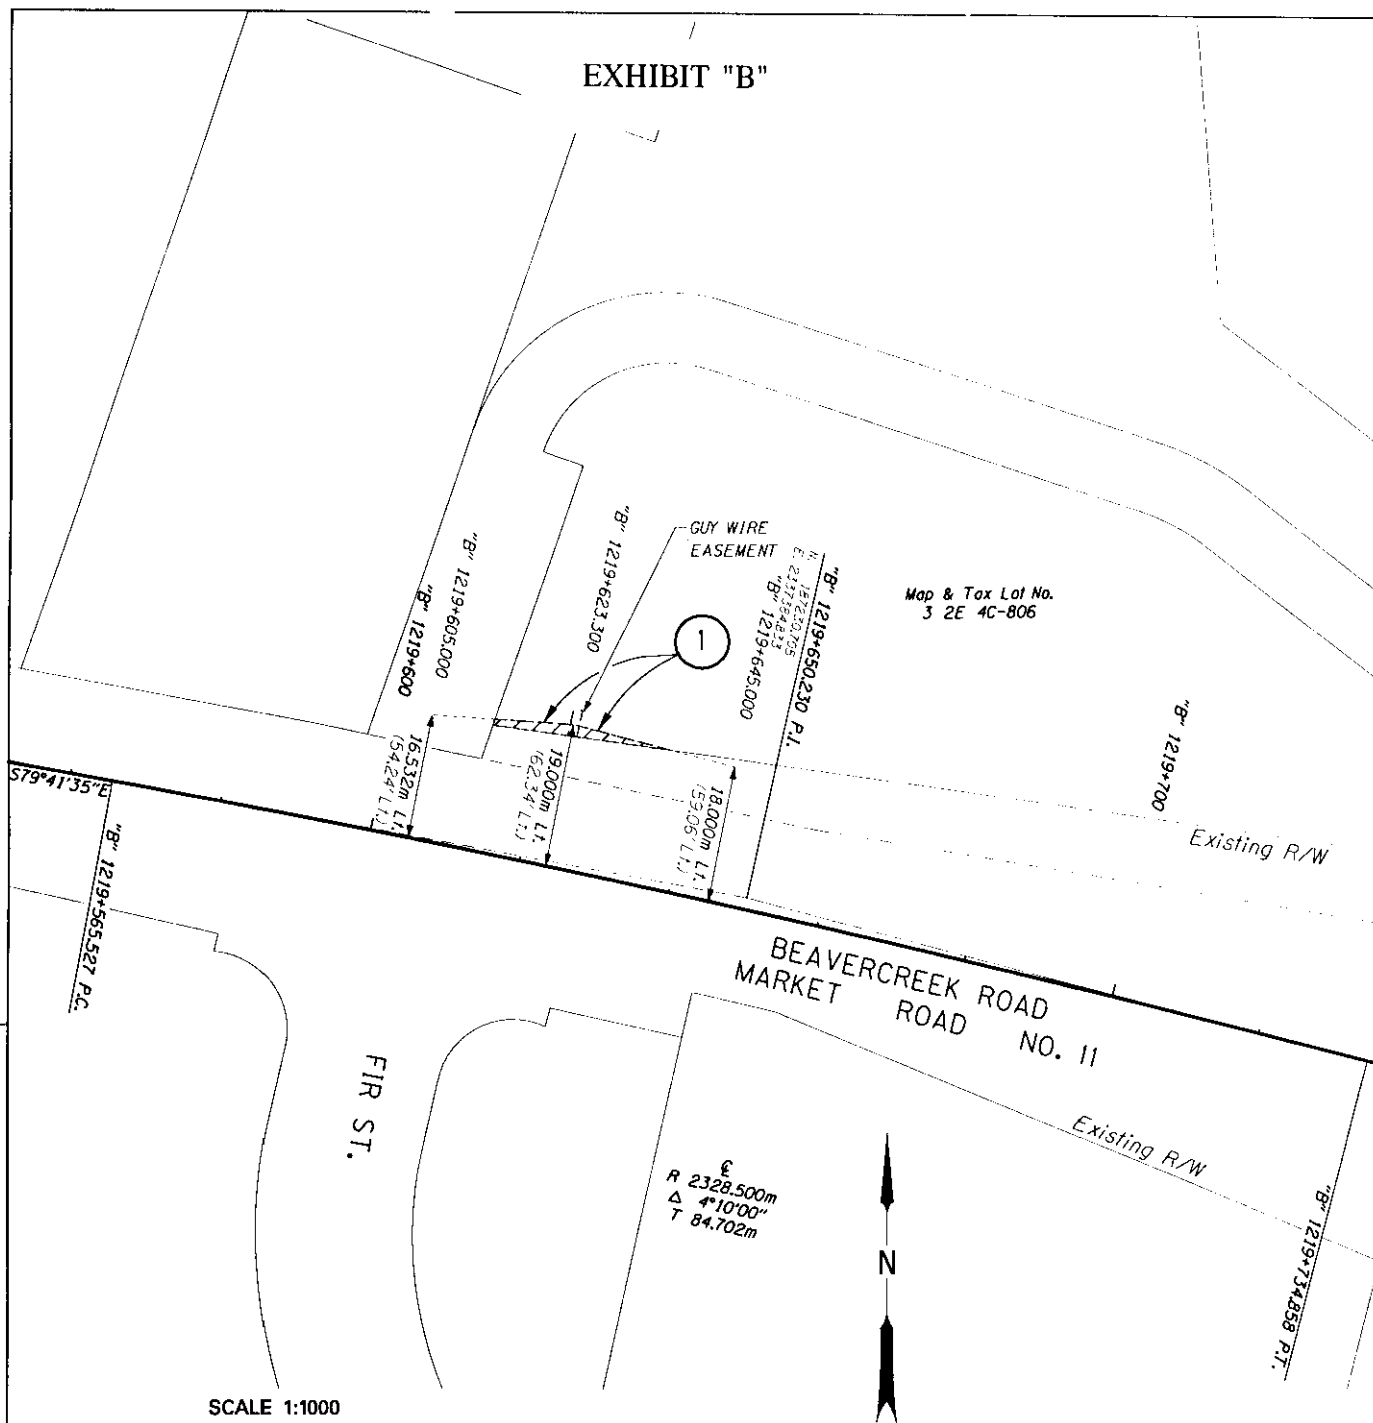 EXHIBIT "B"
GUY WIRE
EASEMENT
"B" 1219+600
"B" 1219+605.000
"B" 1219+623.300
1
N. 187230.705
"B" 1219+645.000
"B" 1219+650.230 P.I.
Map & Tax Lot No.
3 2E 4C-806
"B" 1219+700
16.532m Lt.
(54.24' Lt.)
19.000m Lt.
(62.34' Lt.)
18.000m Lt.
(59.06' Lt.)
S79°41'35"E
"B" 1219+565.527 P.C.
Existing R/W
BEAVERCREEK ROAD
MARKET ROAD NO. 11
FIR ST.
Existing R/W
℄
R 2328.500m
Δ 4°10'00"
T 84.702m
N
"B" 1219+734.858 P.T.
SCALE 1:1000